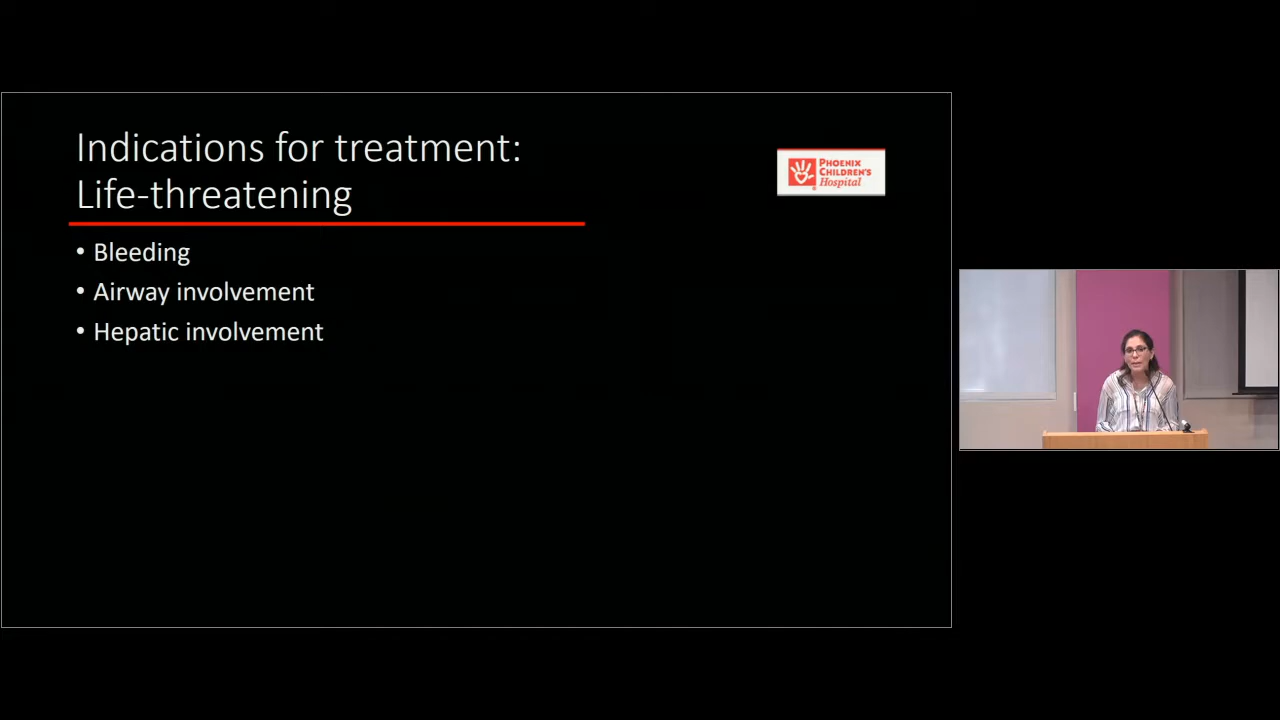 Indications for treatment:
Life-threatening
• Bleeding
• Airway involvement
• Hepatic involvement
PHOENIX
CHILDREN'S
Hospital